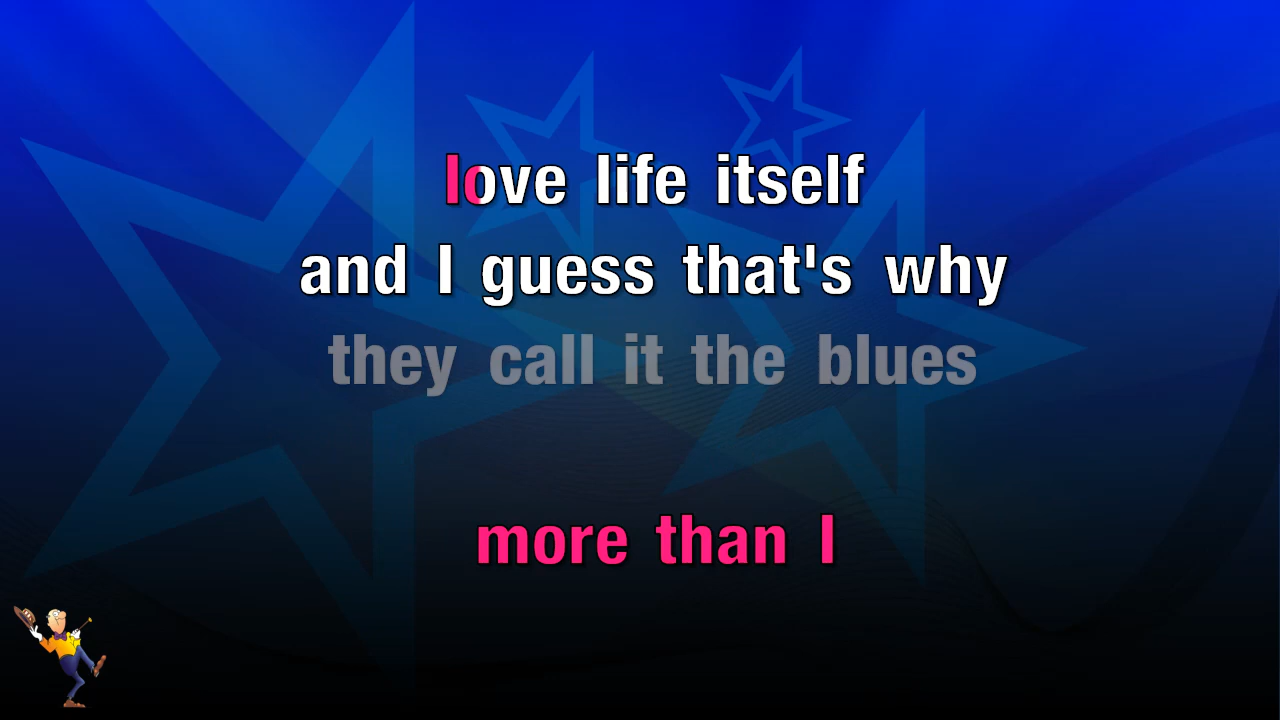 love life itself
and I guess that's why
they call it the blues
more than I